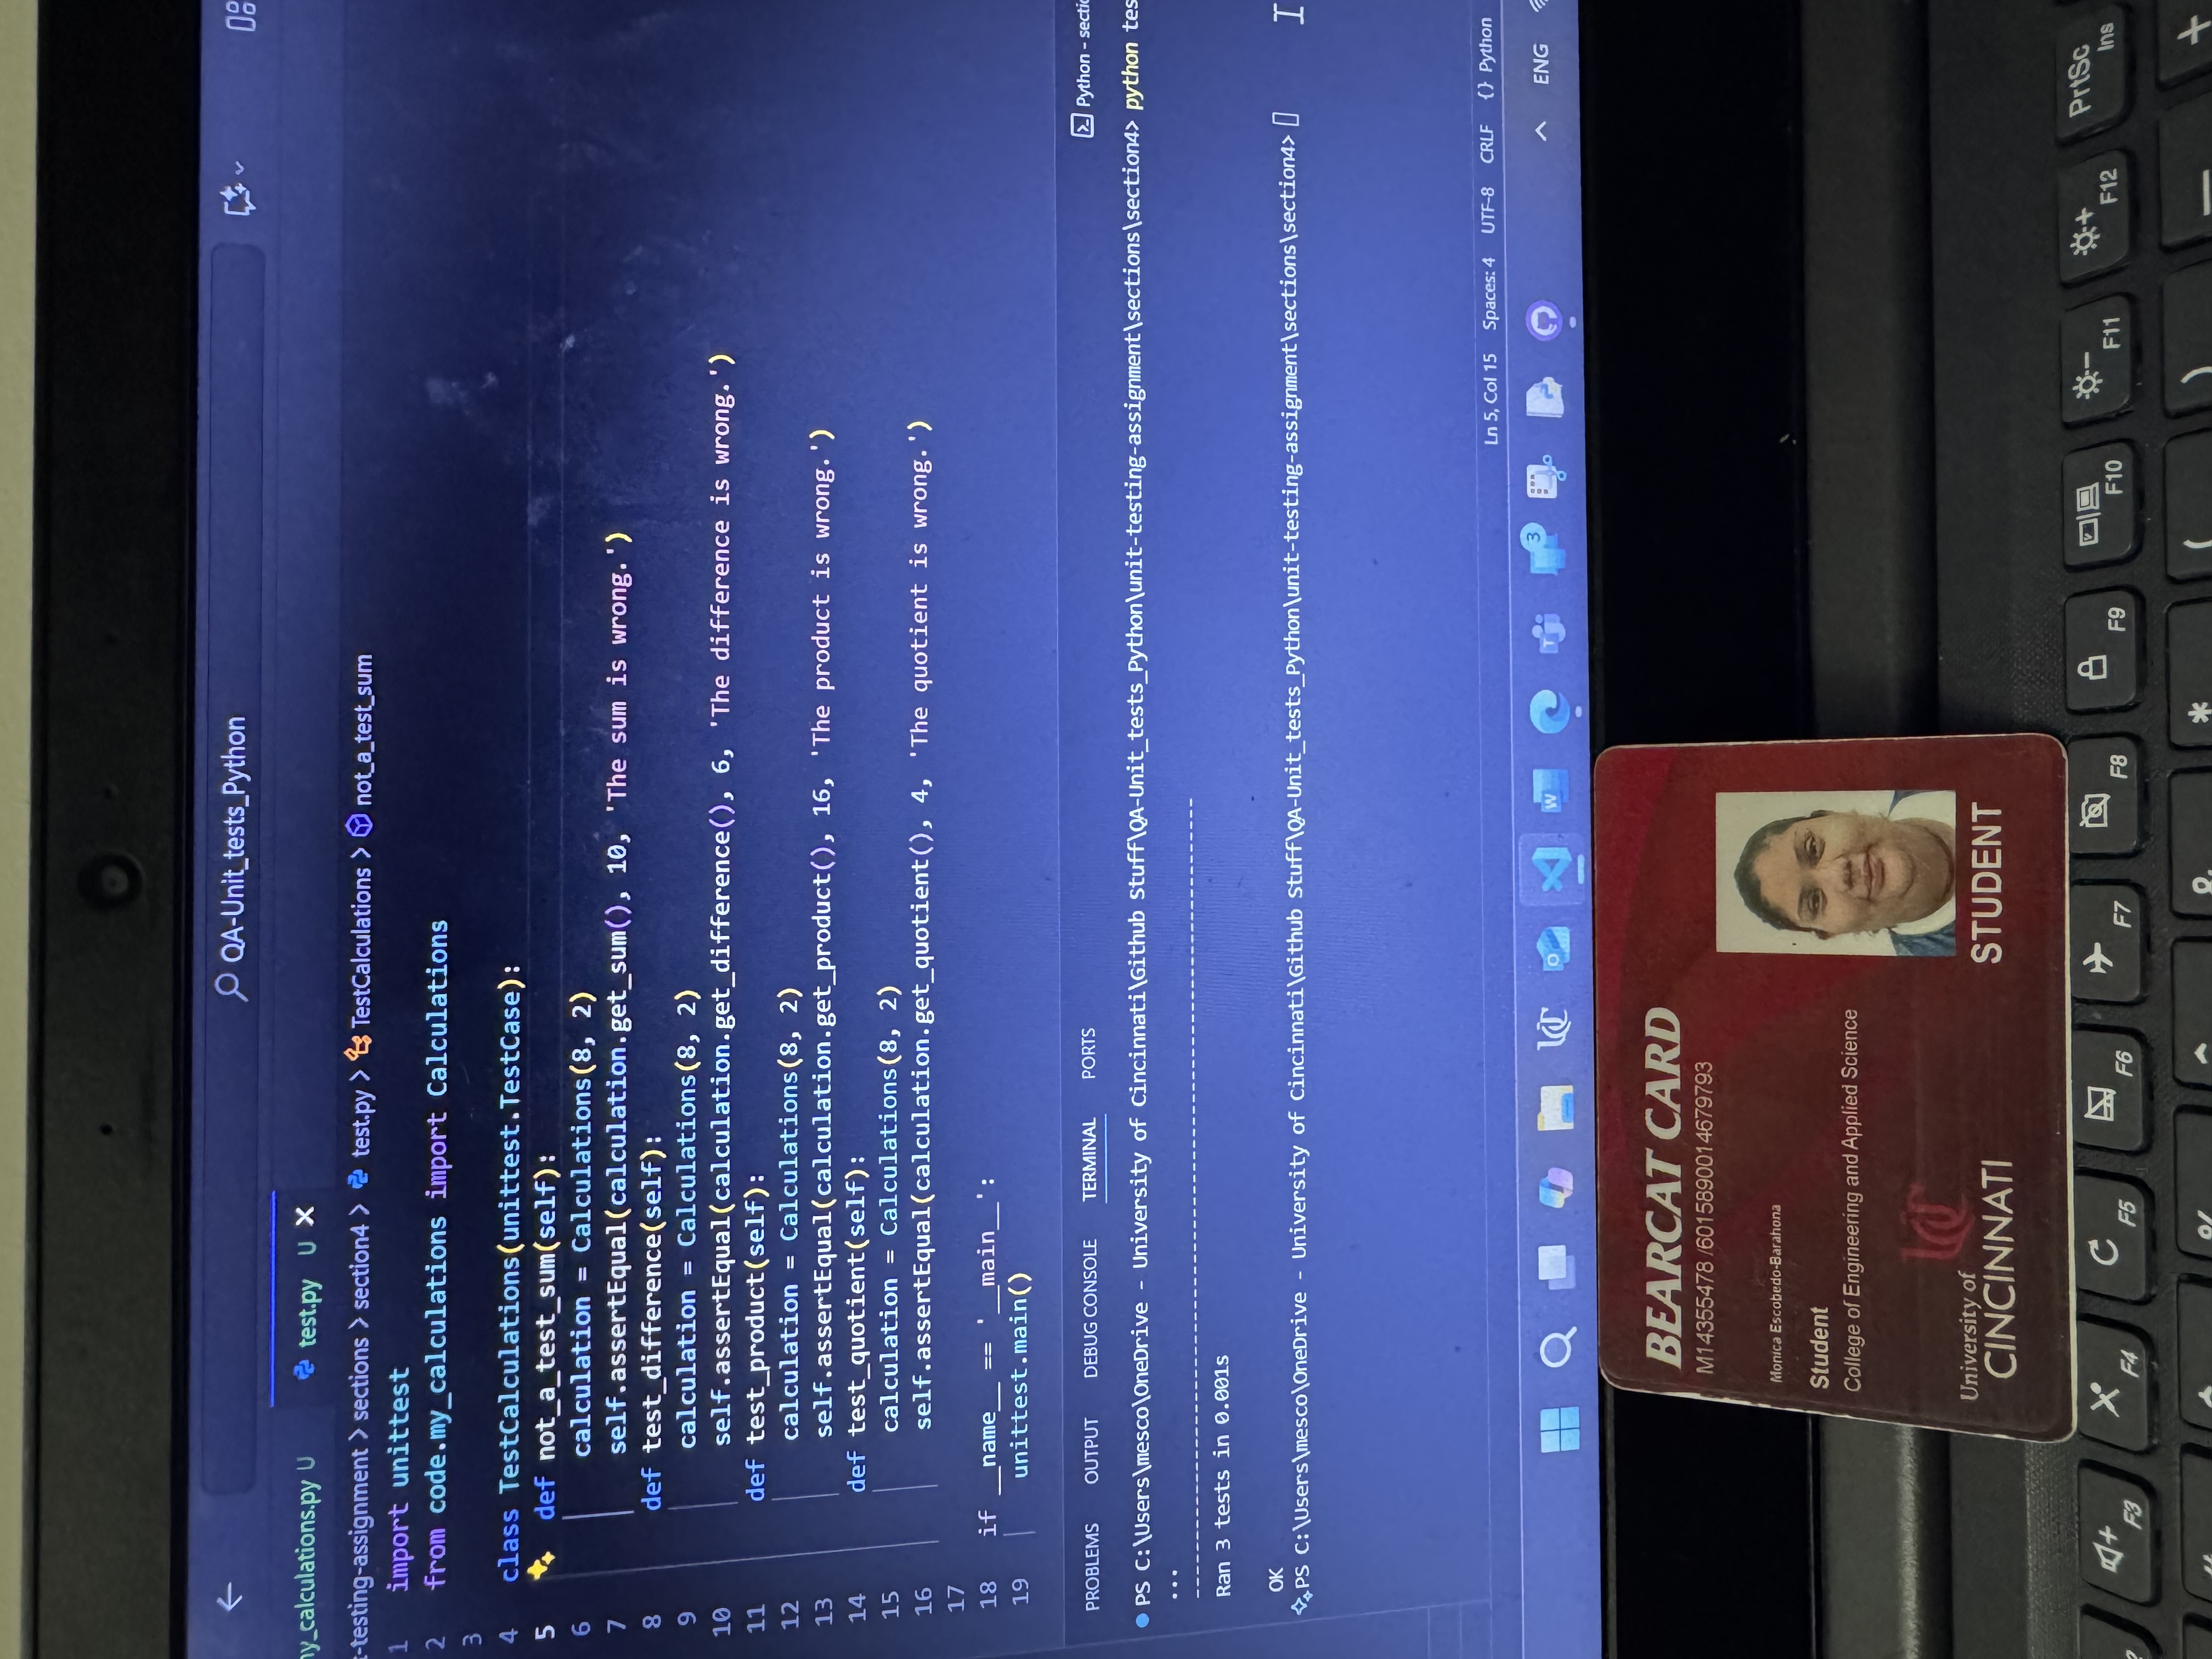 QA-Unit_tests_Python
my_calculations.py U
test.py U X
t-testing-assignment > sections > section4 > test.py > TestCalculations > not_a_test_sum
1 import unittest
2 from code.my_calculations import Calculations
3
4 class TestCalculations(unittest.TestCase):
5 def not_a_test_sum(self):
6 calculation = Calculations(8, 2)
7 self.assertEqual(calculation.get_sum(), 10, 'The sum is wrong.')
8 def test_difference(self):
9 calculation = Calculations(8, 2)
10 self.assertEqual(calculation.get_difference(), 6, 'The difference is wrong.')
11 def test_product(self):
12 calculation = Calculations(8, 2)
13 self.assertEqual(calculation.get_product(), 16, 'The product is wrong.')
14 def test_quotient(self):
15 calculation = Calculations(8, 2)
16 self.assertEqual(calculation.get_quotient(), 4, 'The quotient is wrong.')
17
18 if __name__ == '__main__':
19 unittest.main()
PROBLEMS OUTPUT DEBUG CONSOLE TERMINAL PORTS
Python - secti
PS C:\Users\mesco\OneDrive - University of Cincinnati\Github Stuff\QA-Unit_tests_Python\unit-testing-assignment\sections\section4> python tes
...
----------------------------------------------------------------------
Ran 3 tests in 0.001s
OK
PS C:\Users\mesco\OneDrive - University of Cincinnati\Github Stuff\QA-Unit_tests_Python\unit-testing-assignment\sections\section4>
Ln 5, Col 15 Spaces: 4 UTF-8 CRLF {} Python
3
ENG
BEARCAT CARD
M14355478 /6015890014679793
Monica Escobedo-Barahona
Student
College of Engineering and Applied Science
UC
University of
CINCINNATI
STUDENT
F3 F4 F5 F6 F7 F8 F9 F10 F11 F12 PrtSc
Ins
% ^ & * ( ) — +